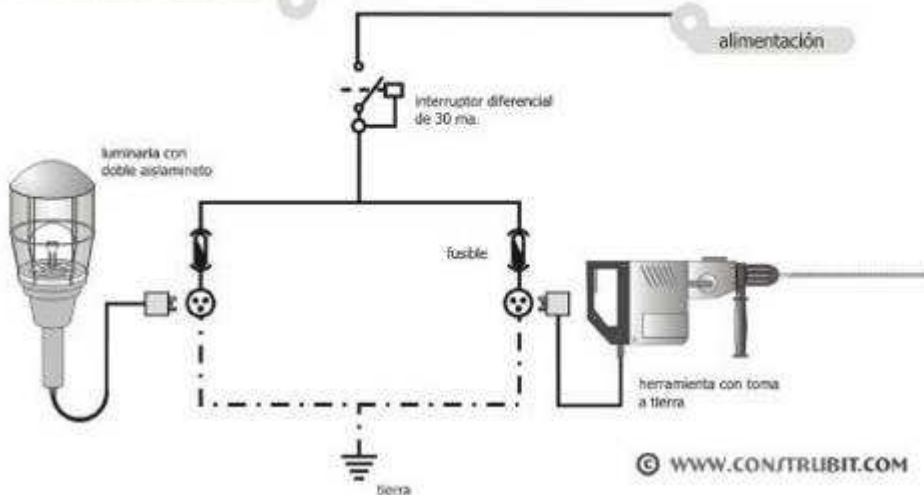 alimentación
interruptor diferencial
de 30 ma.
luminaria con
doble aislamineto
fusible
herramienta con toma
a tierra
© WWW.CONSTRUBIT.COM
tierra